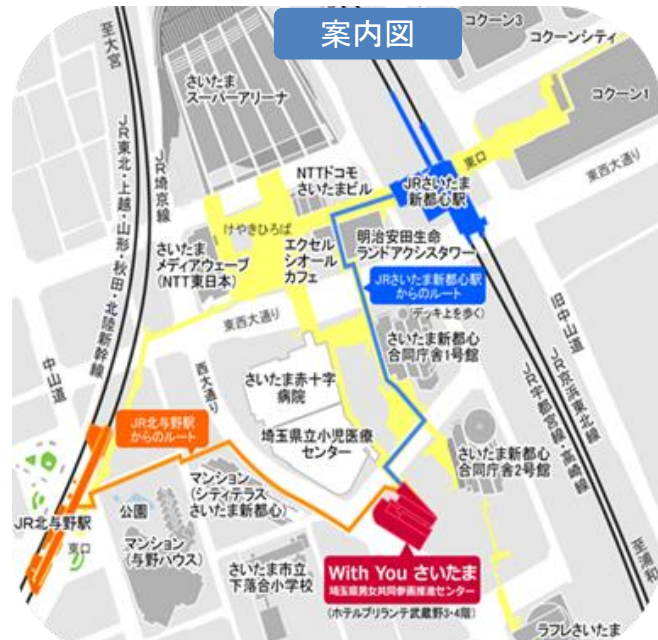 案内図
至大宮
JR東北・上越・山形・秋田・北陸新幹線
JR埼京線
さいたま
スーパーアリーナ
コクーン3
コクーンシティ
コクーン1
NTTドコモ
さいたまビル
JRさいたま
新都心駅
東口
東西大通り
けやきひろば
さいたま
メディアウェーブ
(NTT東日本)
エクセル
シオール
カフェ
明治安田生命
ランドアクシスタワー
JRさいたま新都心駅
からのルート
(デッキ上を歩く)
東西大通り
さいたま新都心
合同庁舎1号館
旧中山道
JR京浜東北線
JR宇都宮線・高崎線
中山道
西大通り
さいたま赤十字
病院
埼玉県立小児医療
センター
さいたま新都心
合同庁舎2号館
JR北与野駅
からのルート
マンション
(シティテラス
さいたま新都心)
JR北与野駅
東口
公園
マンション
(与野ハウス)
さいたま市立
下落合小学校
With You さいたま
埼玉県男女共同参画推進センター
(ホテルブリランテ武蔵野3・4階)
至浦和
ラフレさいたま